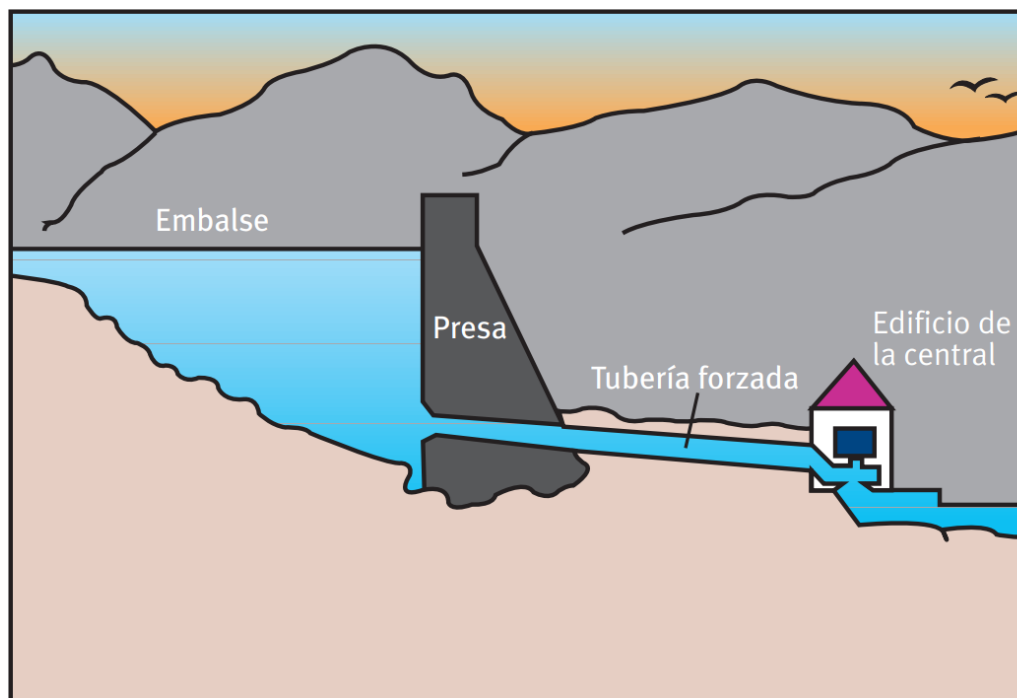 Embalse
Presa
Edificio de
la central
Tubería forzada